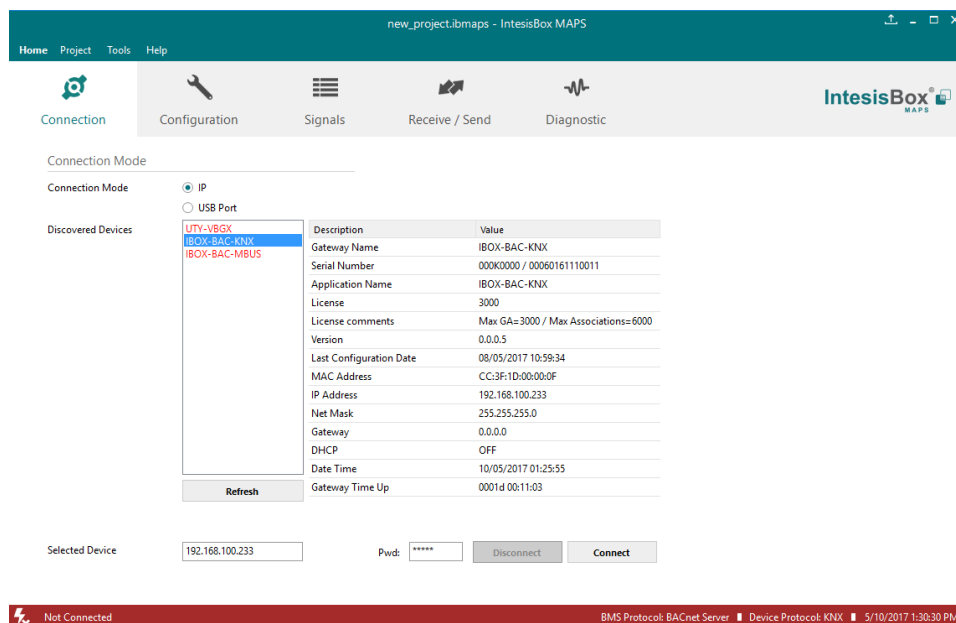 new_project.ibmaps - IntesisBox MAPS
Home Project Tools Help
Connection Configuration Signals Receive / Send Diagnostic
IntesisBox®
MAPS
Connection Mode
Connection Mode IP
USB Port
Discovered Devices
UTY-VBGX
IBOX-BAC-KNX
IBOX-BAC-MBUS
Description Value
Gateway Name IBOX-BAC-KNX
Serial Number 000K0000 / 00060161110011
Application Name IBOX-BAC-KNX
License 3000
License comments Max GA=3000 / Max Associations=6000
Version 0.0.0.5
Last Configuration Date 08/05/2017 10:59:34
MAC Address CC:3F:1D:00:00:0F
IP Address 192.168.100.233
Net Mask 255.255.255.0
Gateway 0.0.0.0
DHCP OFF
Date Time 10/05/2017 01:25:55
Gateway Time Up 0001d 00:11:03
Refresh
Selected Device 192.168.100.233 Pwd: ***** Disconnect Connect
Not Connected BMS Protocol: BACnet Server Device Protocol: KNX 5/10/2017 1:30:30 PM